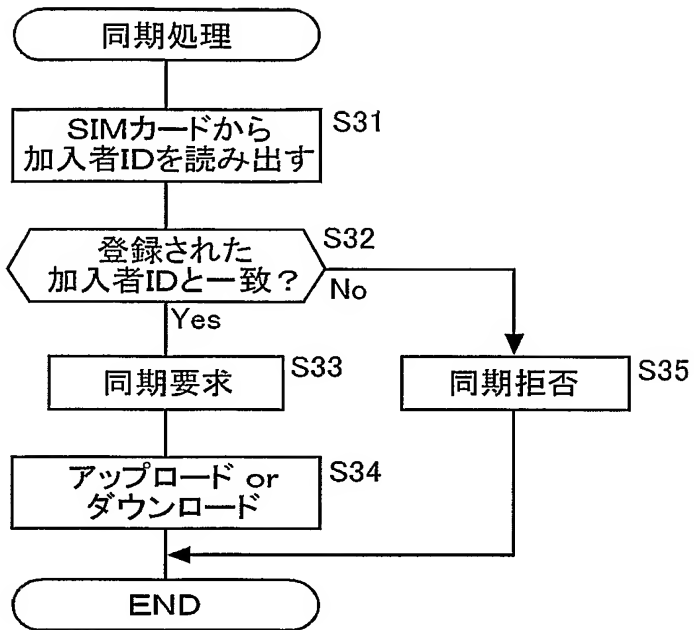 同期処理
SIMカードから
加入者IDを読み出す
S31
登録された
加入者IDと一致？
S32
No
Yes
同期要求
S33
同期拒否
S35
アップロード or
ダウンロード
S34
END